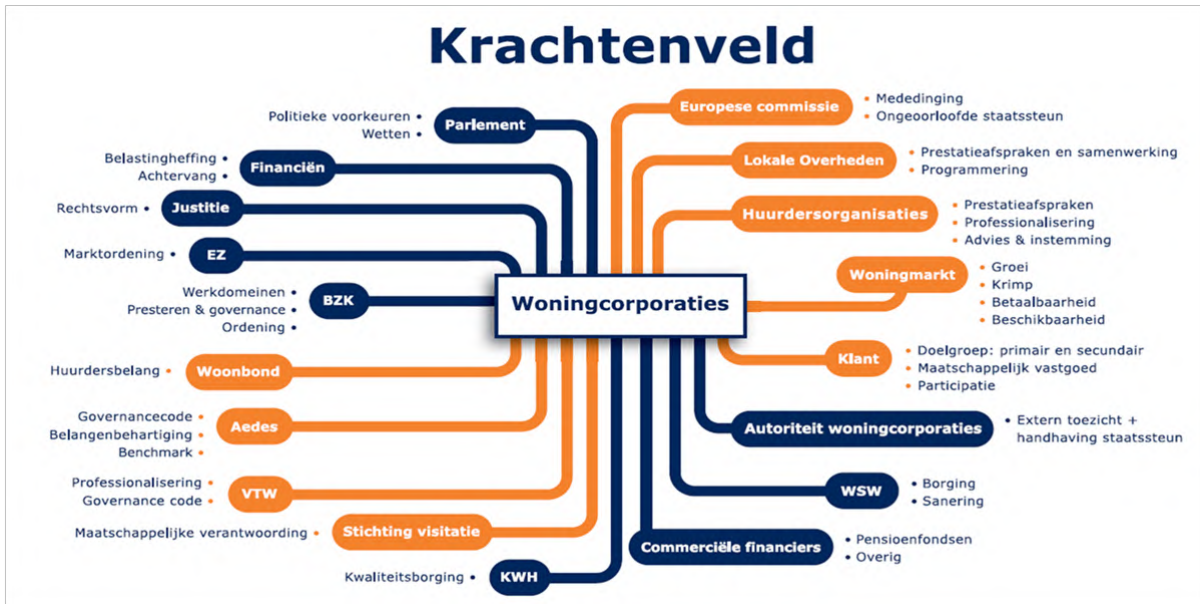 Krachtenveld
Politieke voorkeuren •
Wetten •
Parlement
Belastingheffing •
Achtervang •
Financiën
Rechtsvorm •
Justitie
Marktordening •
EZ
Werkdomeinen •
Presteren & governance •
Ordening •
BZK
Huurdersbelang •
Woonbond
Governancecode •
Belangenbehartiging •
Benchmark •
Aedes
Professionalisering •
Governance code •
VTW
Maatschappelijke verantwoording •
Stichting visitatie
Kwaliteitsborging •
KWH
Woningcorporaties
Europese commissie
• Mededinging
• Ongeoorloofde staatssteun
Lokale Overheden
• Prestatieafspraken en samenwerking
• Programmering
Huurdersorganisaties
• Prestatieafspraken
• Professionalisering
• Advies & instemming
Woningmarkt
• Groei
• Krimp
• Betaalbaarheid
• Beschikbaarheid
Klant
• Doelgroep: primair en secundair
• Maatschappelijk vastgoed
• Participatie
Autoriteit woningcorporaties
• Extern toezicht +
handhaving staatssteun
WSW
• Borging
• Sanering
Commerciële financiers
• Pensioenfondsen
• Overig